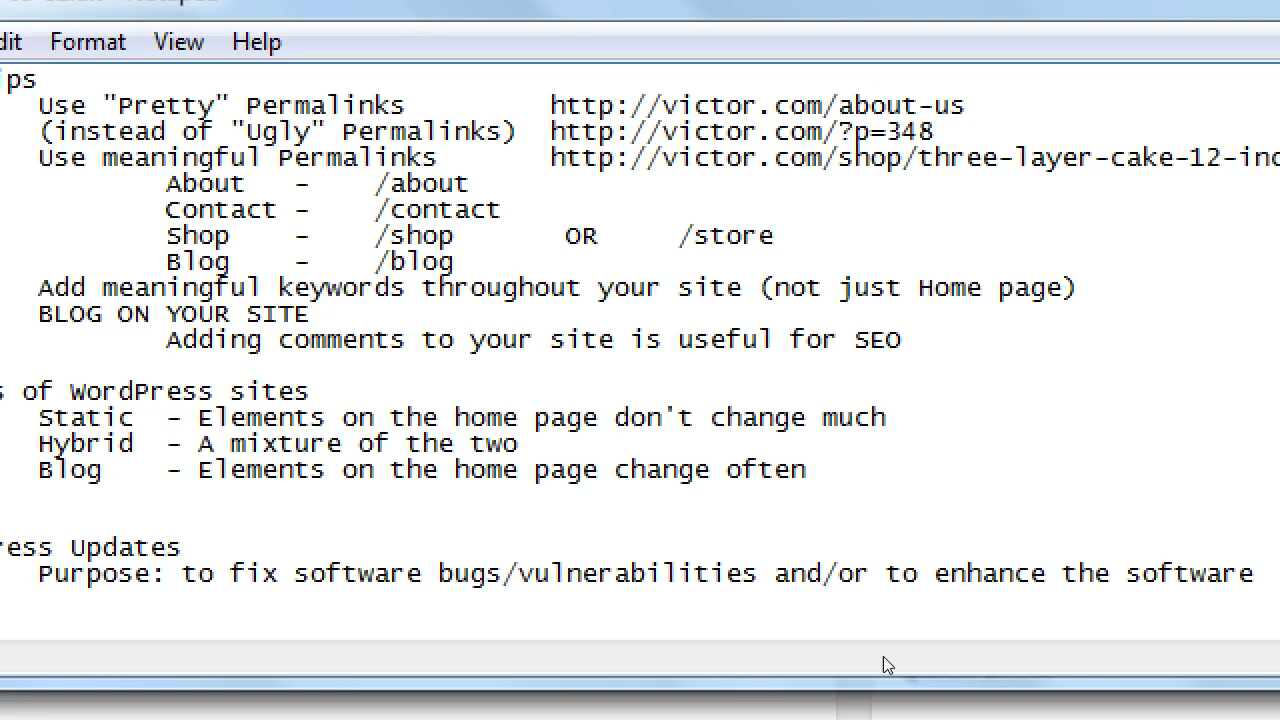 Format View Help
Use "Pretty" Permalinks http://victor.com/about-us
(instead of "Ugly" Permalinks) http://victor.com/?p=348
Use meaningful Permalinks http://victor.com/shop/three-layer-cake-12-inc
About - /about
Contact - /contact
Shop - /shop OR /store
Blog - /blog
Add meaningful keywords throughout your site (not just Home page)
BLOG ON YOUR SITE
Adding comments to your site is useful for SEO
s of WordPress sites
Static - Elements on the home page don't change much
Hybrid - A mixture of the two
Blog - Elements on the home page change often
ress Updates
Purpose: to fix software bugs/vulnerabilities and/or to enhance the software